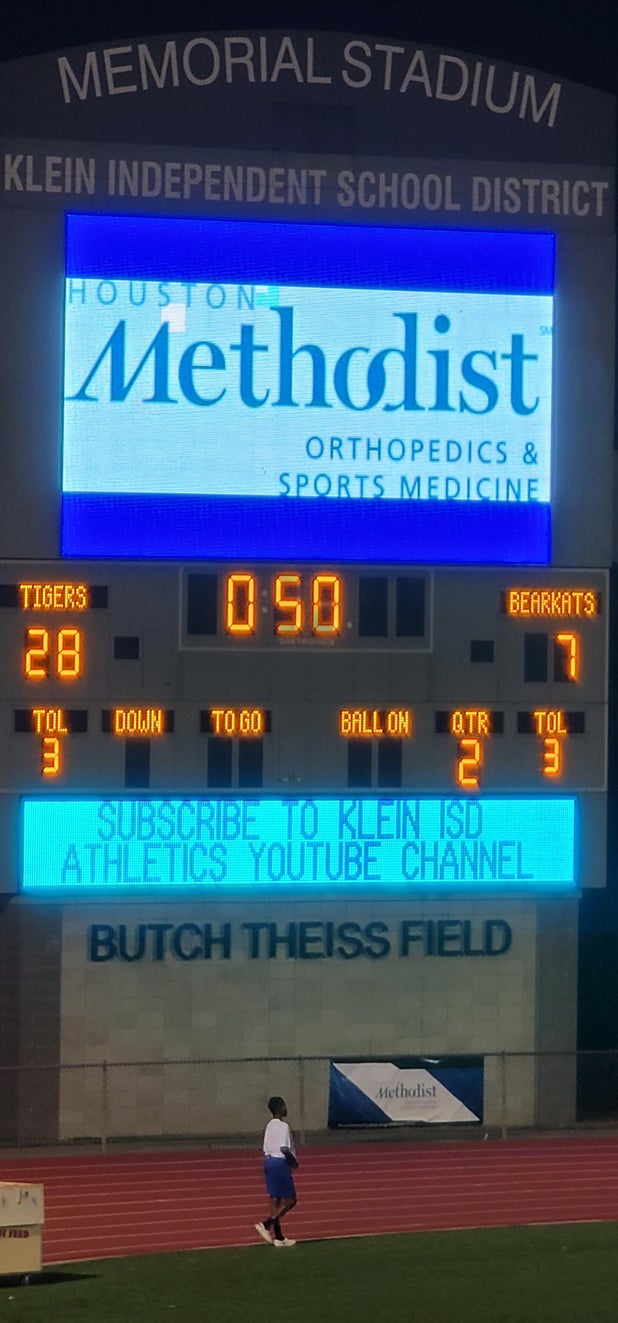 MEMORIAL STADIUM
KLEIN INDEPENDENT SCHOOL DISTRICT
HOUSTON
Methodist SM
ORTHOPEDICS &
SPORTS MEDICINE
TIGERS 0:50 BEARKATS
28 7
TOL DOWN TO GO BALL ON QTR TOL
3 2 3
SUBSCRIBE TO KLEIN ISD
ATHLETICS YOUTUBE CHANNEL
BUTCH THEISS FIELD
Methodist